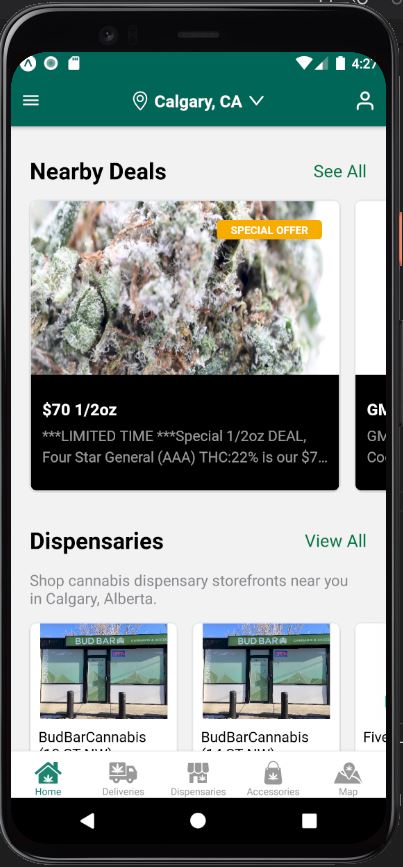 4:27
Calgary, CA
Nearby Deals
See All
SPECIAL OFFER
$70 1/2oz
***LIMITED TIME ***Special 1/2oz DEAL,
Four Star General (AAA) THC:22% is our $7...
GM
GM
Co
Dispensaries
View All
Shop cannabis dispensary storefronts near you
in Calgary, Alberta.
BUD BAR
OPEN
BUD BAR
OPEN
BudBarCannabis
BudBarCannabis
Five
Home
Deliveries
Dispensaries
Accessories
Map